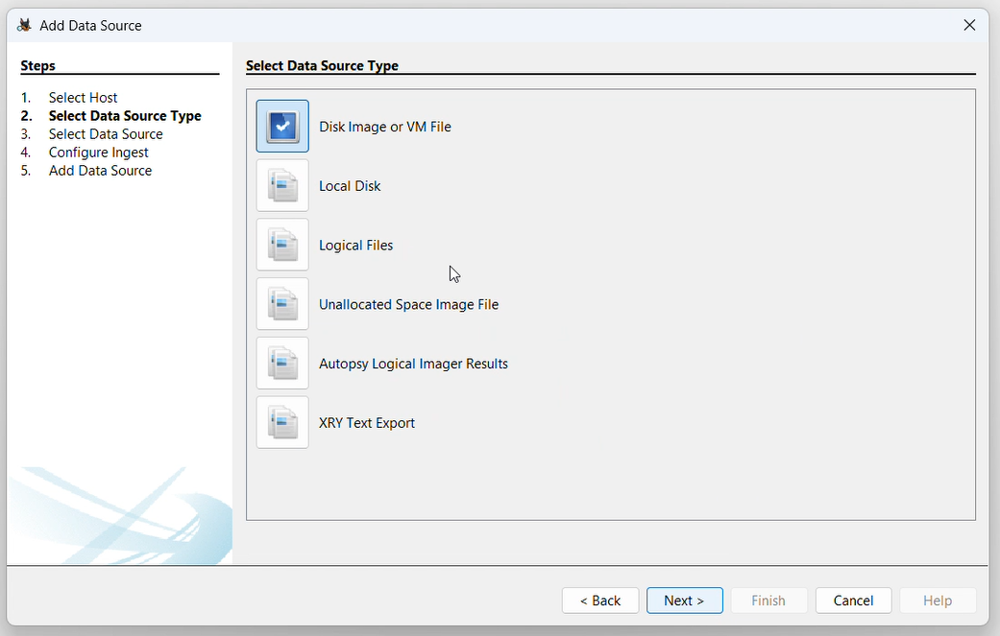 Add Data Source
Steps
1. Select Host
2. Select Data Source Type
3. Select Data Source
4. Configure Ingest
5. Add Data Source
Select Data Source Type
Disk Image or VM File
Local Disk
Logical Files
Unallocated Space Image File
Autopsy Logical Imager Results
XRY Text Export
< Back Next > Finish Cancel Help